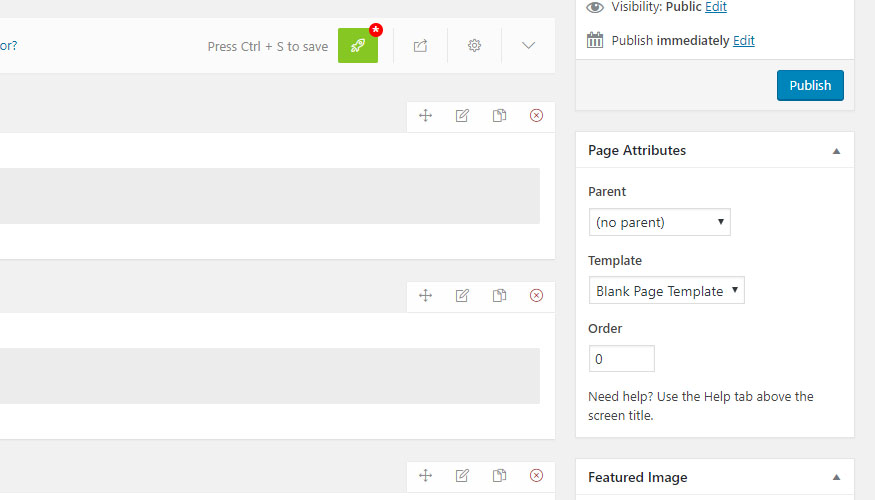 or?
Press Ctrl + S to save
*
Visibility: Public Edit
Publish immediately Edit
Publish
Page Attributes
Parent
(no parent)
Template
Blank Page Template
Order
0
Need help? Use the Help tab above the
screen title.
Featured Image